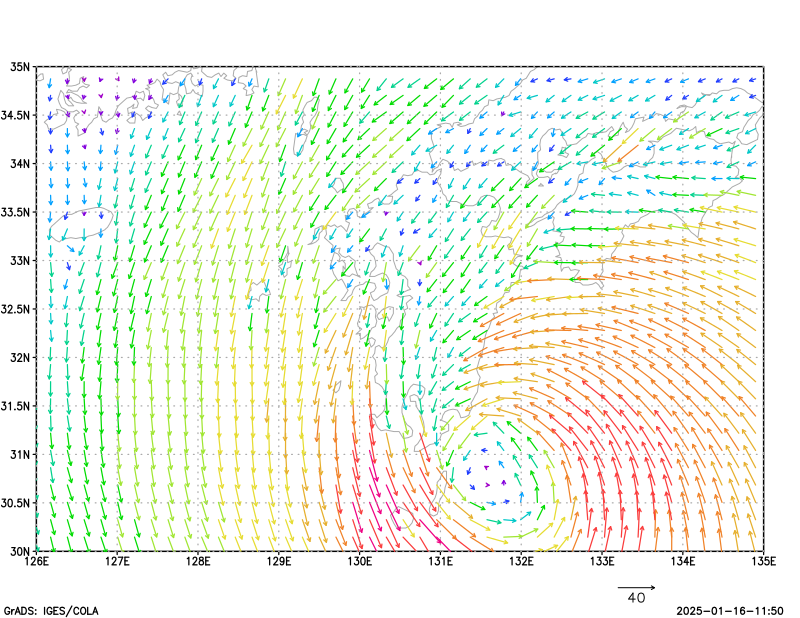 35N
34.5N
34N
33.5N
33N
32.5N
32N
31.5N
31N
30.5N
30N
126E 127E 128E 129E 130E 131E 132E 133E 134E 135E
40
GrADS: IGES/COLA 2025-01-16-11:50